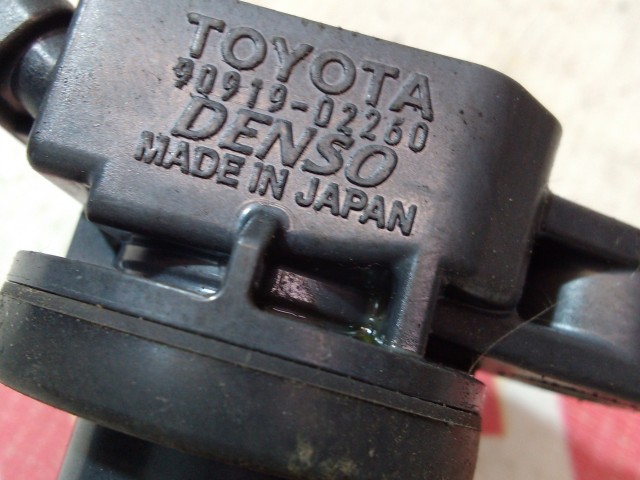 TOYOTA
90919-02260
DENSO
MADE IN JAPAN